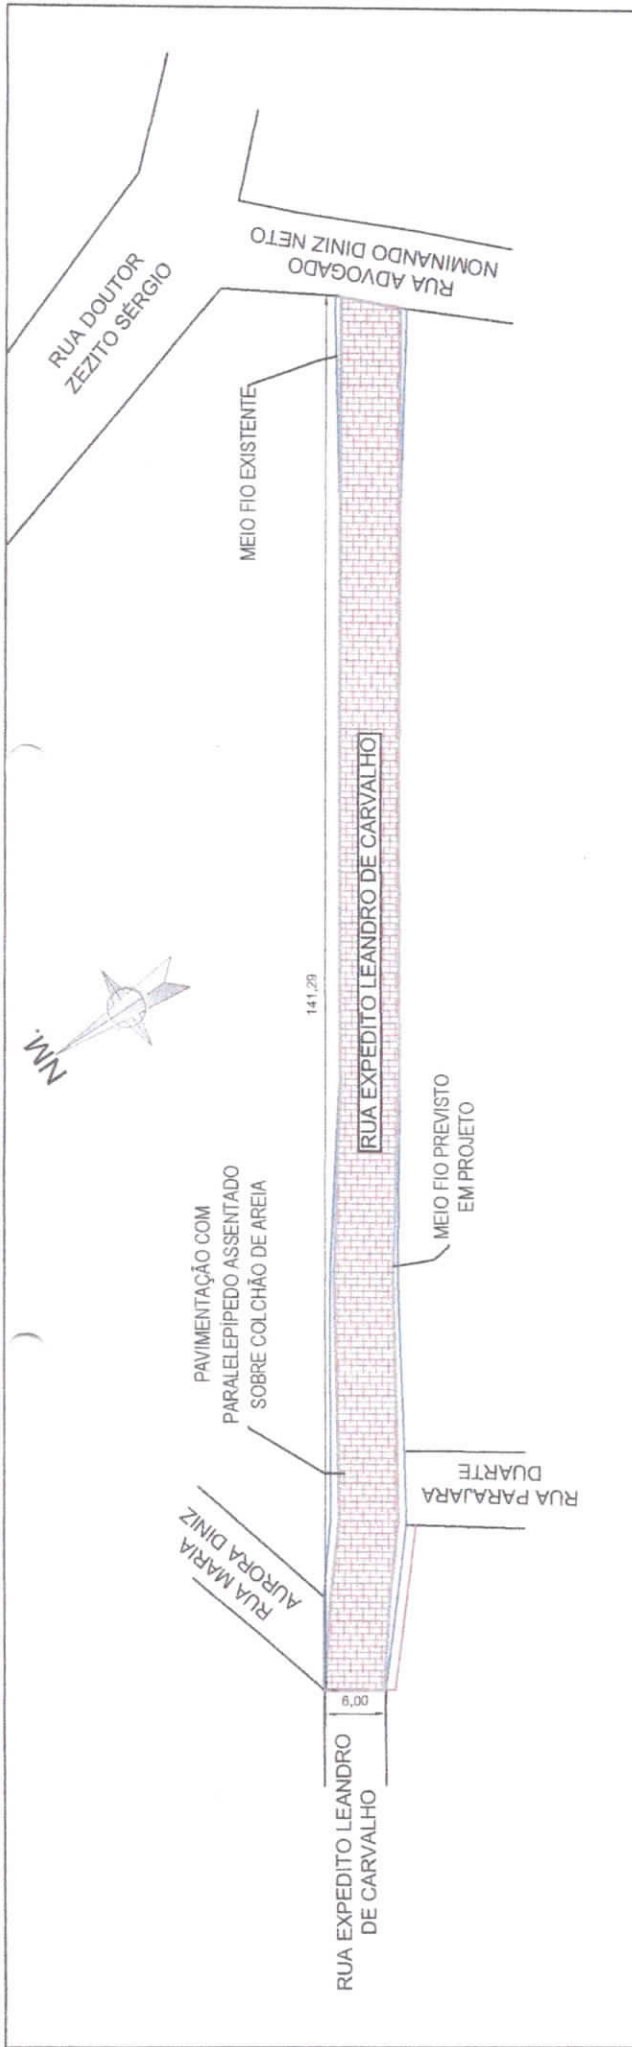 RUA DOUTOR
ZEZITO SÉRGIO
RUA ADVOGADO
NOMINANDO DINIZ NETO
MEIO FIO EXISTENTE
NM.
141,29
RUA EXPEDITO LEANDRO DE CARVALHO
PAVIMENTAÇÃO COM
PARALELEPÍPEDO ASSENTADO
SOBRE COLCHÃO DE AREIA
MEIO FIO PREVISTO
EM PROJETO
RUA MARIA
AURORA DINIZ
RUA PARAJARA
DUARTE
6,00
RUA EXPEDITO LEANDRO
DE CARVALHO